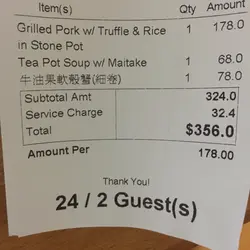 Item(s) Qty Amount
Grilled Pork w/ Truffle & Rice 1 178.0
in Stone Pot
Tea Pot Soup w/ Maitake 1 68.0
牛油果軟殼蟹(細卷) 1 78.0
Subtotal Amt 324.0
Service Charge 32.4
Total $356.0
Amount Per 178.00
Thank You!
24 / 2 Guest(s)